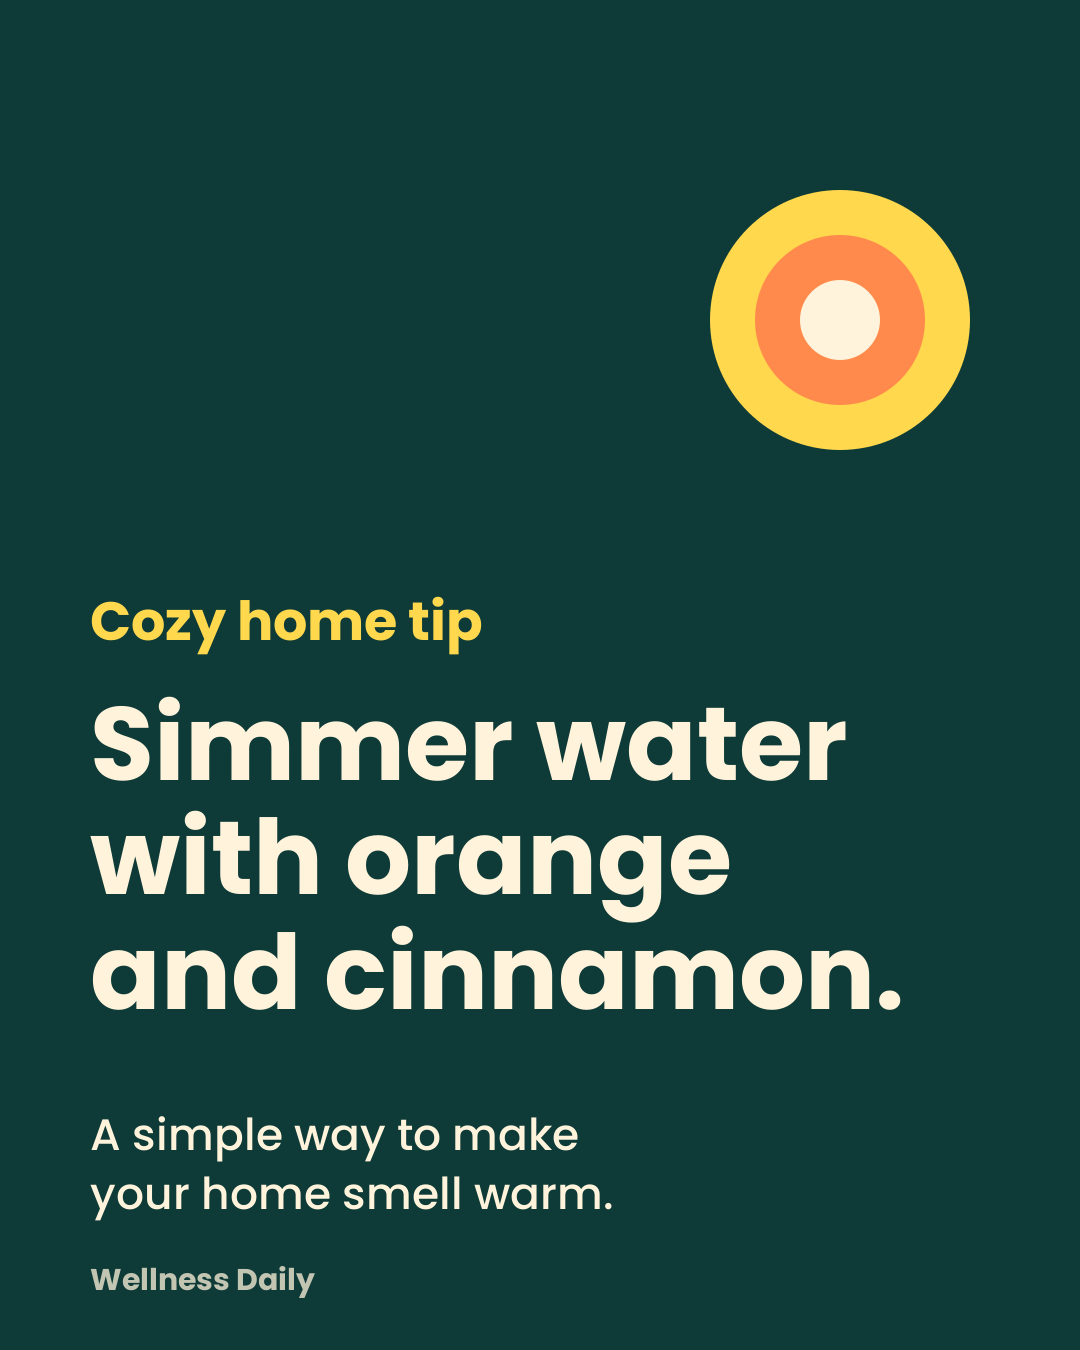 Cozy home tip
Simmer water
with orange
and cinnamon.
A simple way to make
your home smell warm.
Wellness Daily